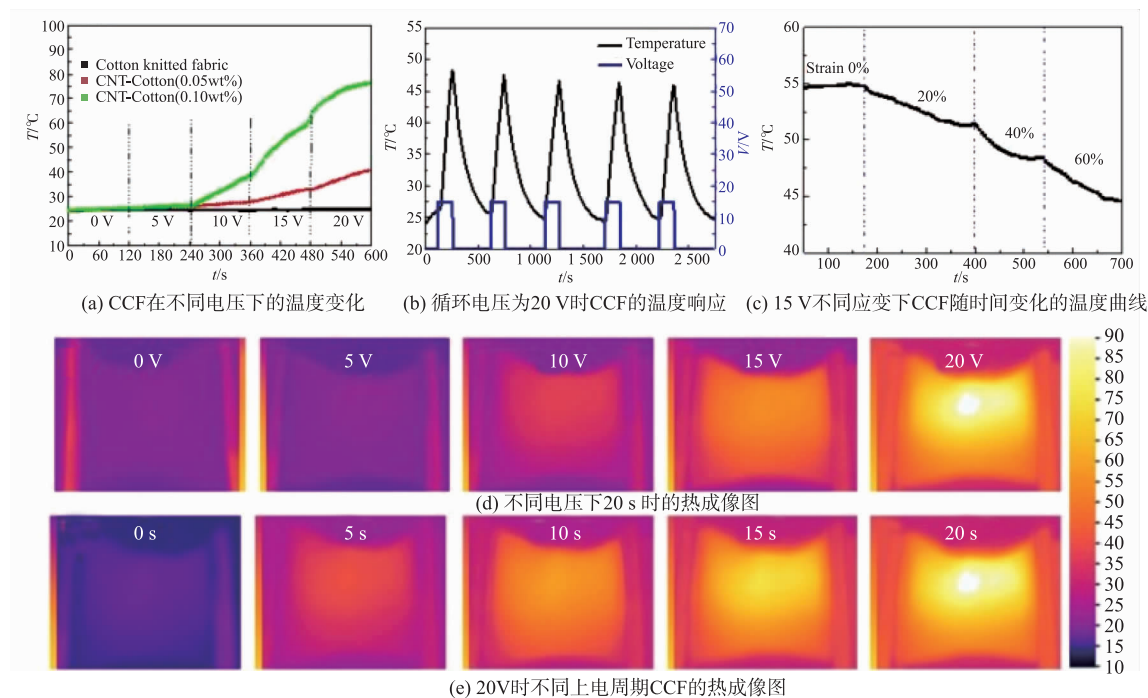 100
90
80
70
60
50
40
30
20
10
T/°C
Cotton knitted fabric
CNT-Cotton(0.05wt%)
CNT-Cotton(0.10wt%)
0 V 5 V 10 V 15 V 20 V
0 60 120 180 240 300 360 420 480 540 600
t/s
(a) CCF在不同电压下的温度变化
55
50
45
40
35
30
25
20
T/°C
Temperature
Voltage
70
60
50
40
30
20
10
0
V/V
0 500 1 000 1 500 2 000 2 500
t/s
(b) 循环电压为20 V时CCF的温度响应
60
55
50
45
40
T/°C
Strain 0%
20%
40%
60%
100 200 300 400 500 600 700
t/s
(c) 15 V不同应变下CCF随时间变化的温度曲线
0 V 5 V 10 V 15 V 20 V
(d) 不同电压下20 s 时的热成像图
0 s 5 s 10 s 15 s 20 s
90
85
80
75
70
65
60
55
50
45
40
35
30
25
20
15
10
(e) 20V时不同上电周期CCF的热成像图